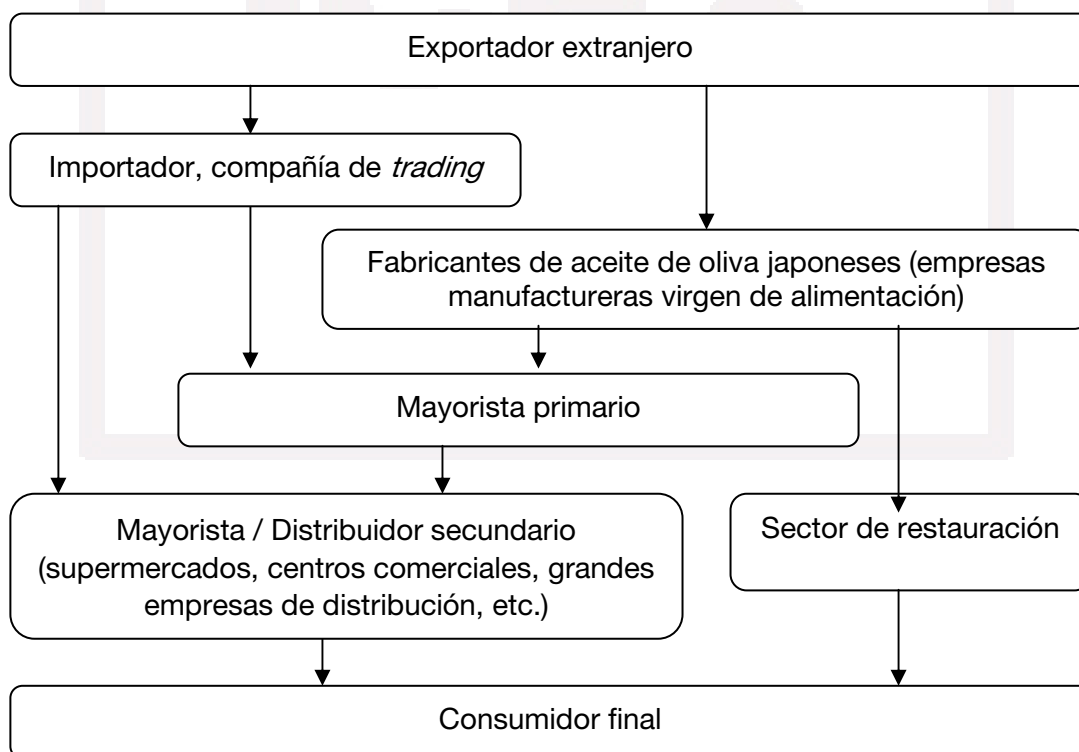 Exportador extranjero
Importador, compañía de trading
Fabricantes de aceite de oliva japoneses (empresas
manufactureras virgen de alimentación)
Mayorista primario
Mayorista / Distribuidor secundario
(supermercados, centros comerciales, grandes
empresas de distribución, etc.)
Sector de restauración
Consumidor final